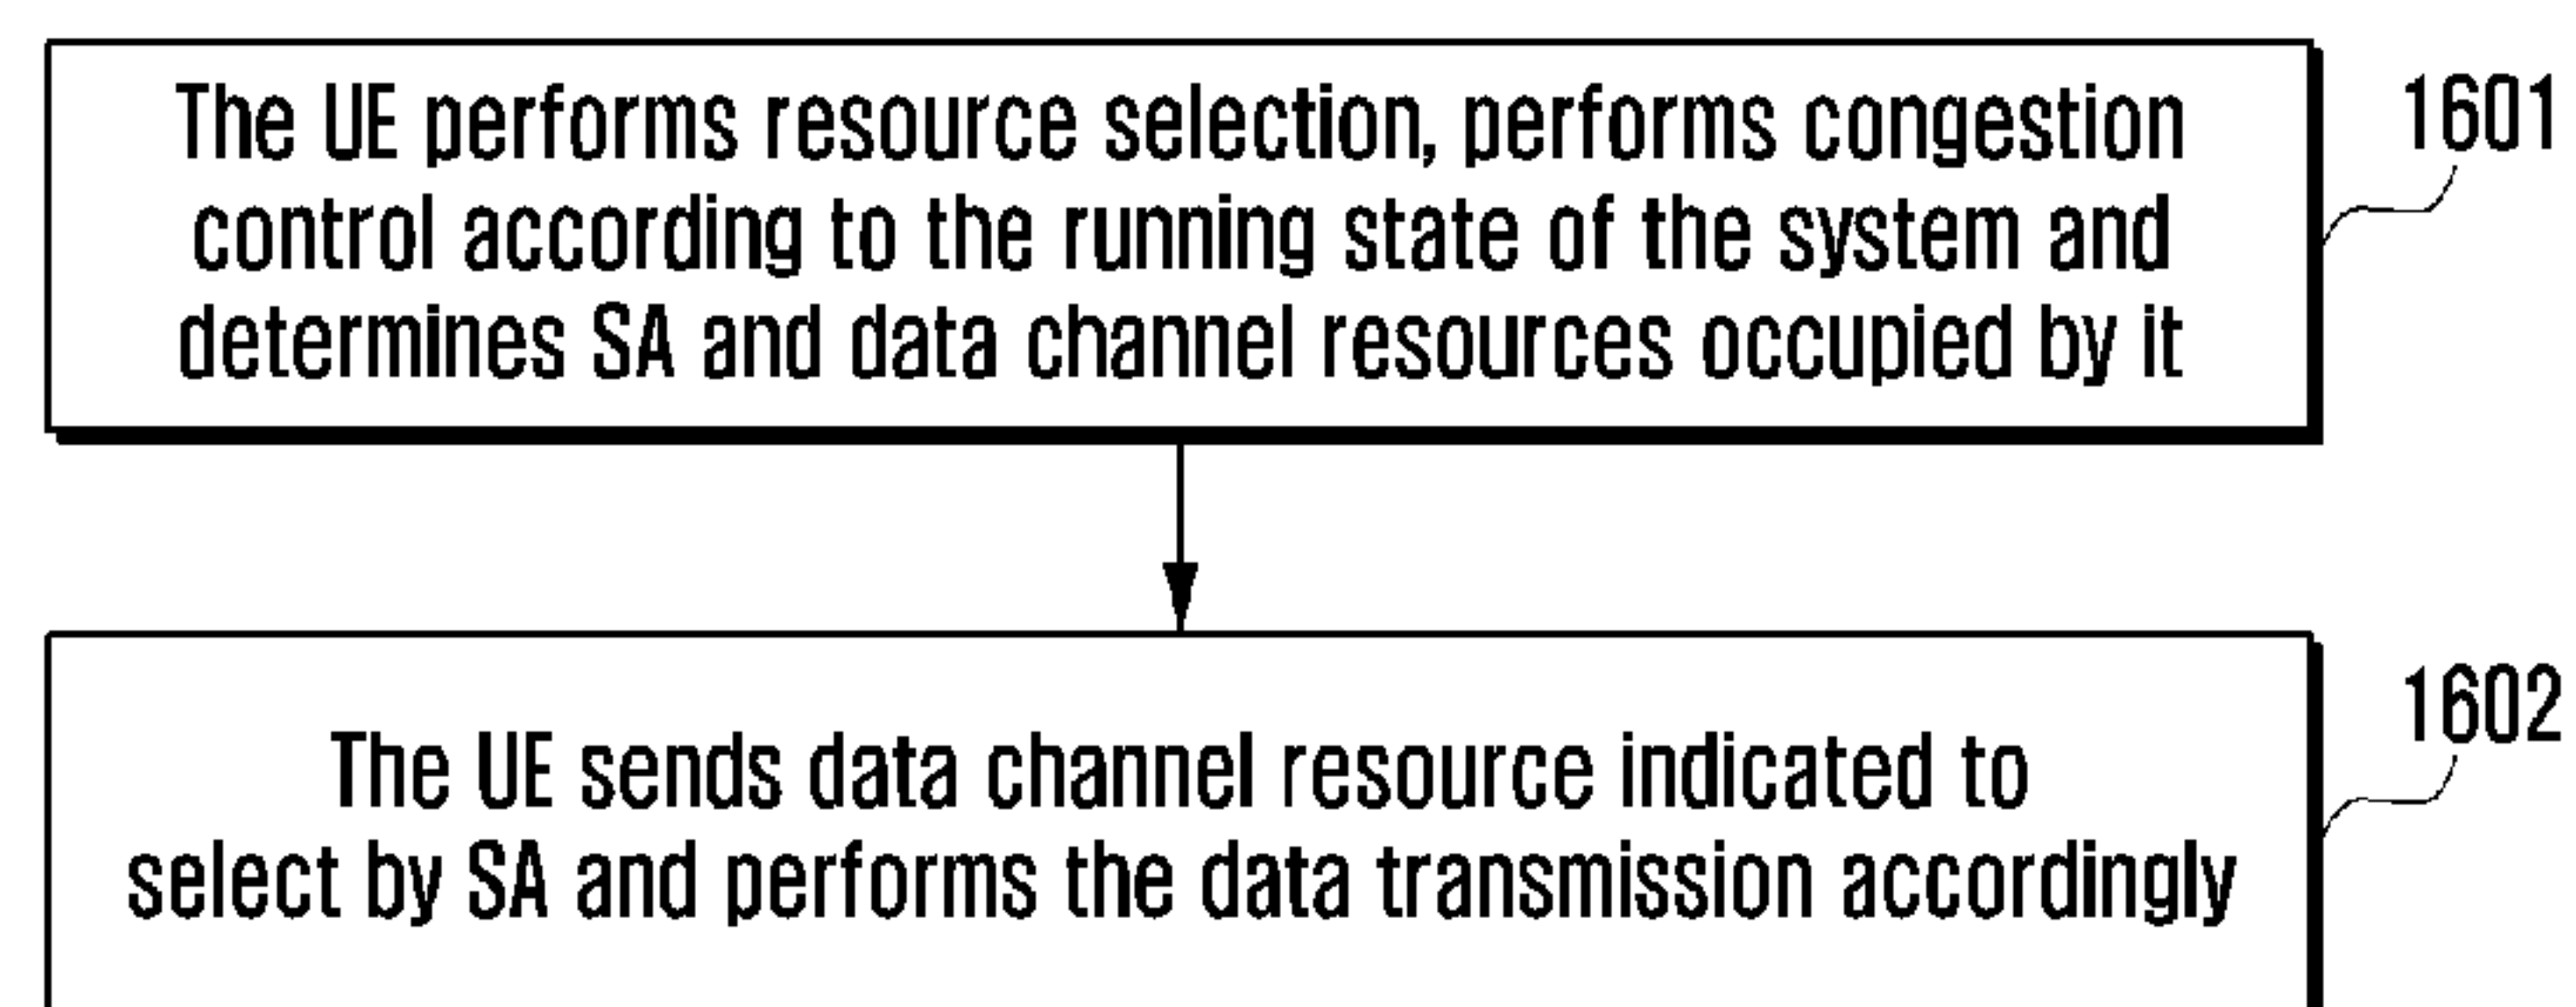 The UE performs resource selection, performs congestion
control according to the running state of the system and
determines SA and data channel resources occupied by it
1601
The UE sends data channel resource indicated to
select by SA and performs the data transmission accordingly
1602